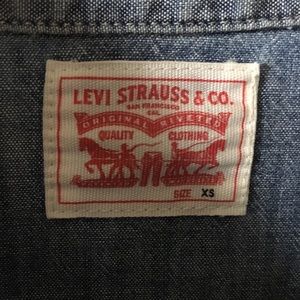 LEVI STRAUSS & CO.
SAN FRANCISCO
CAL.
ORIGINAL RIVETED
QUALITY CLOTHING
SIZE XS